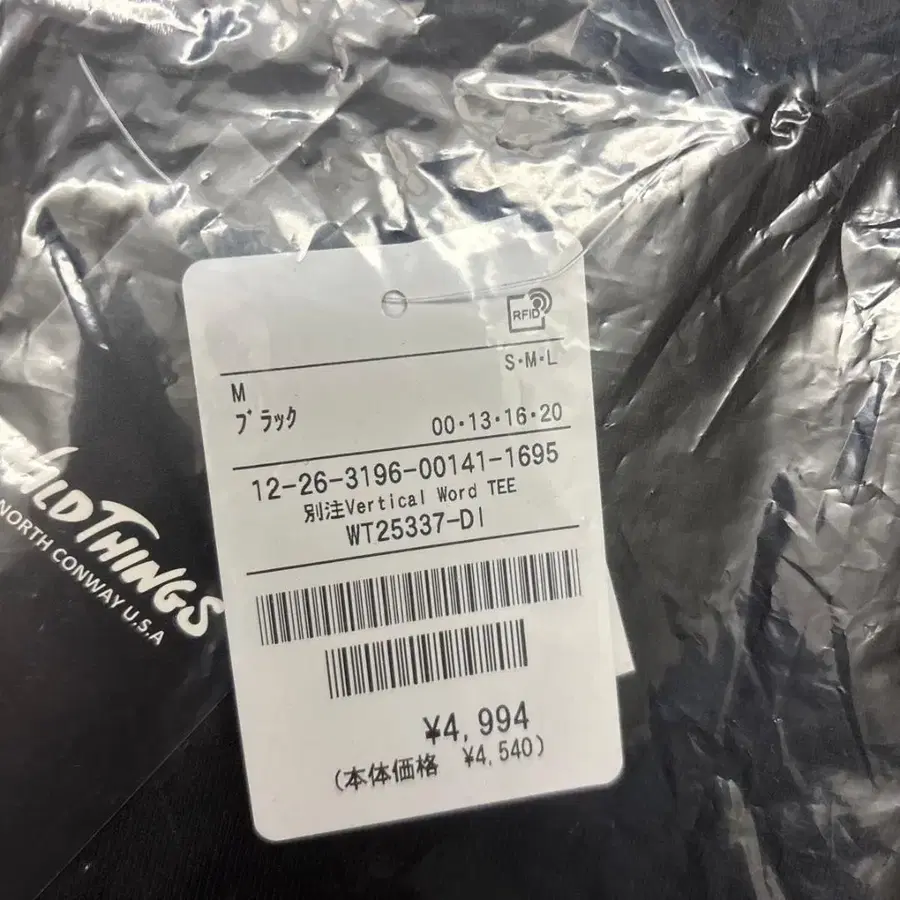 RFID
S・M・L
M
ブラック
00・13・16・20
12-26-3196-00141-1695
別注Vertical Word TEE
WT25337-DI
¥4,994
(本体価格 ¥4,540)
WILD THINGS
NORTH CONWAY U.S.A